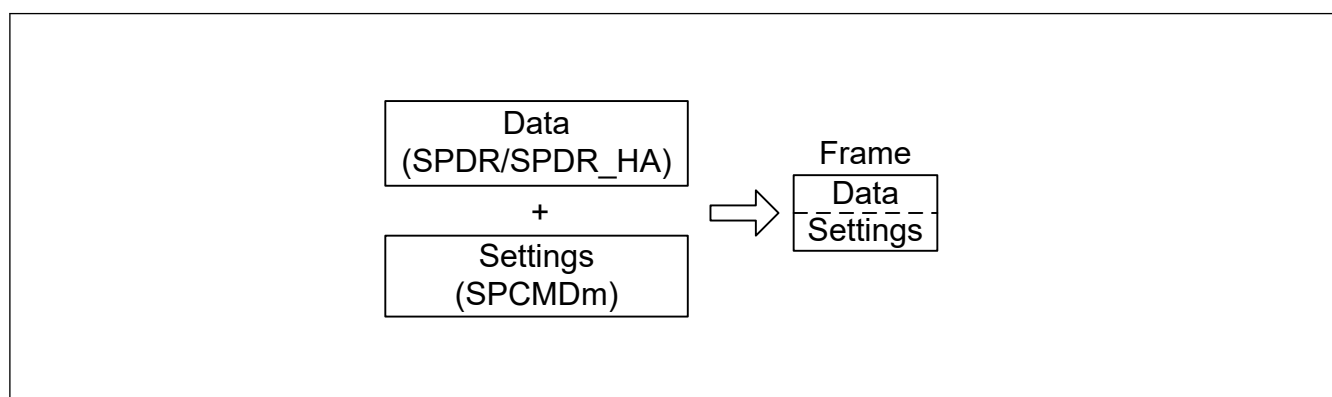 Data
(SPDR/SPDR_HA)
+
Settings
(SPCMDm)
Frame
Data
Settings